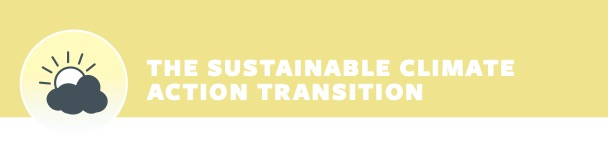 THE SUSTAINABLE CLIMATE
ACTION TRANSITION